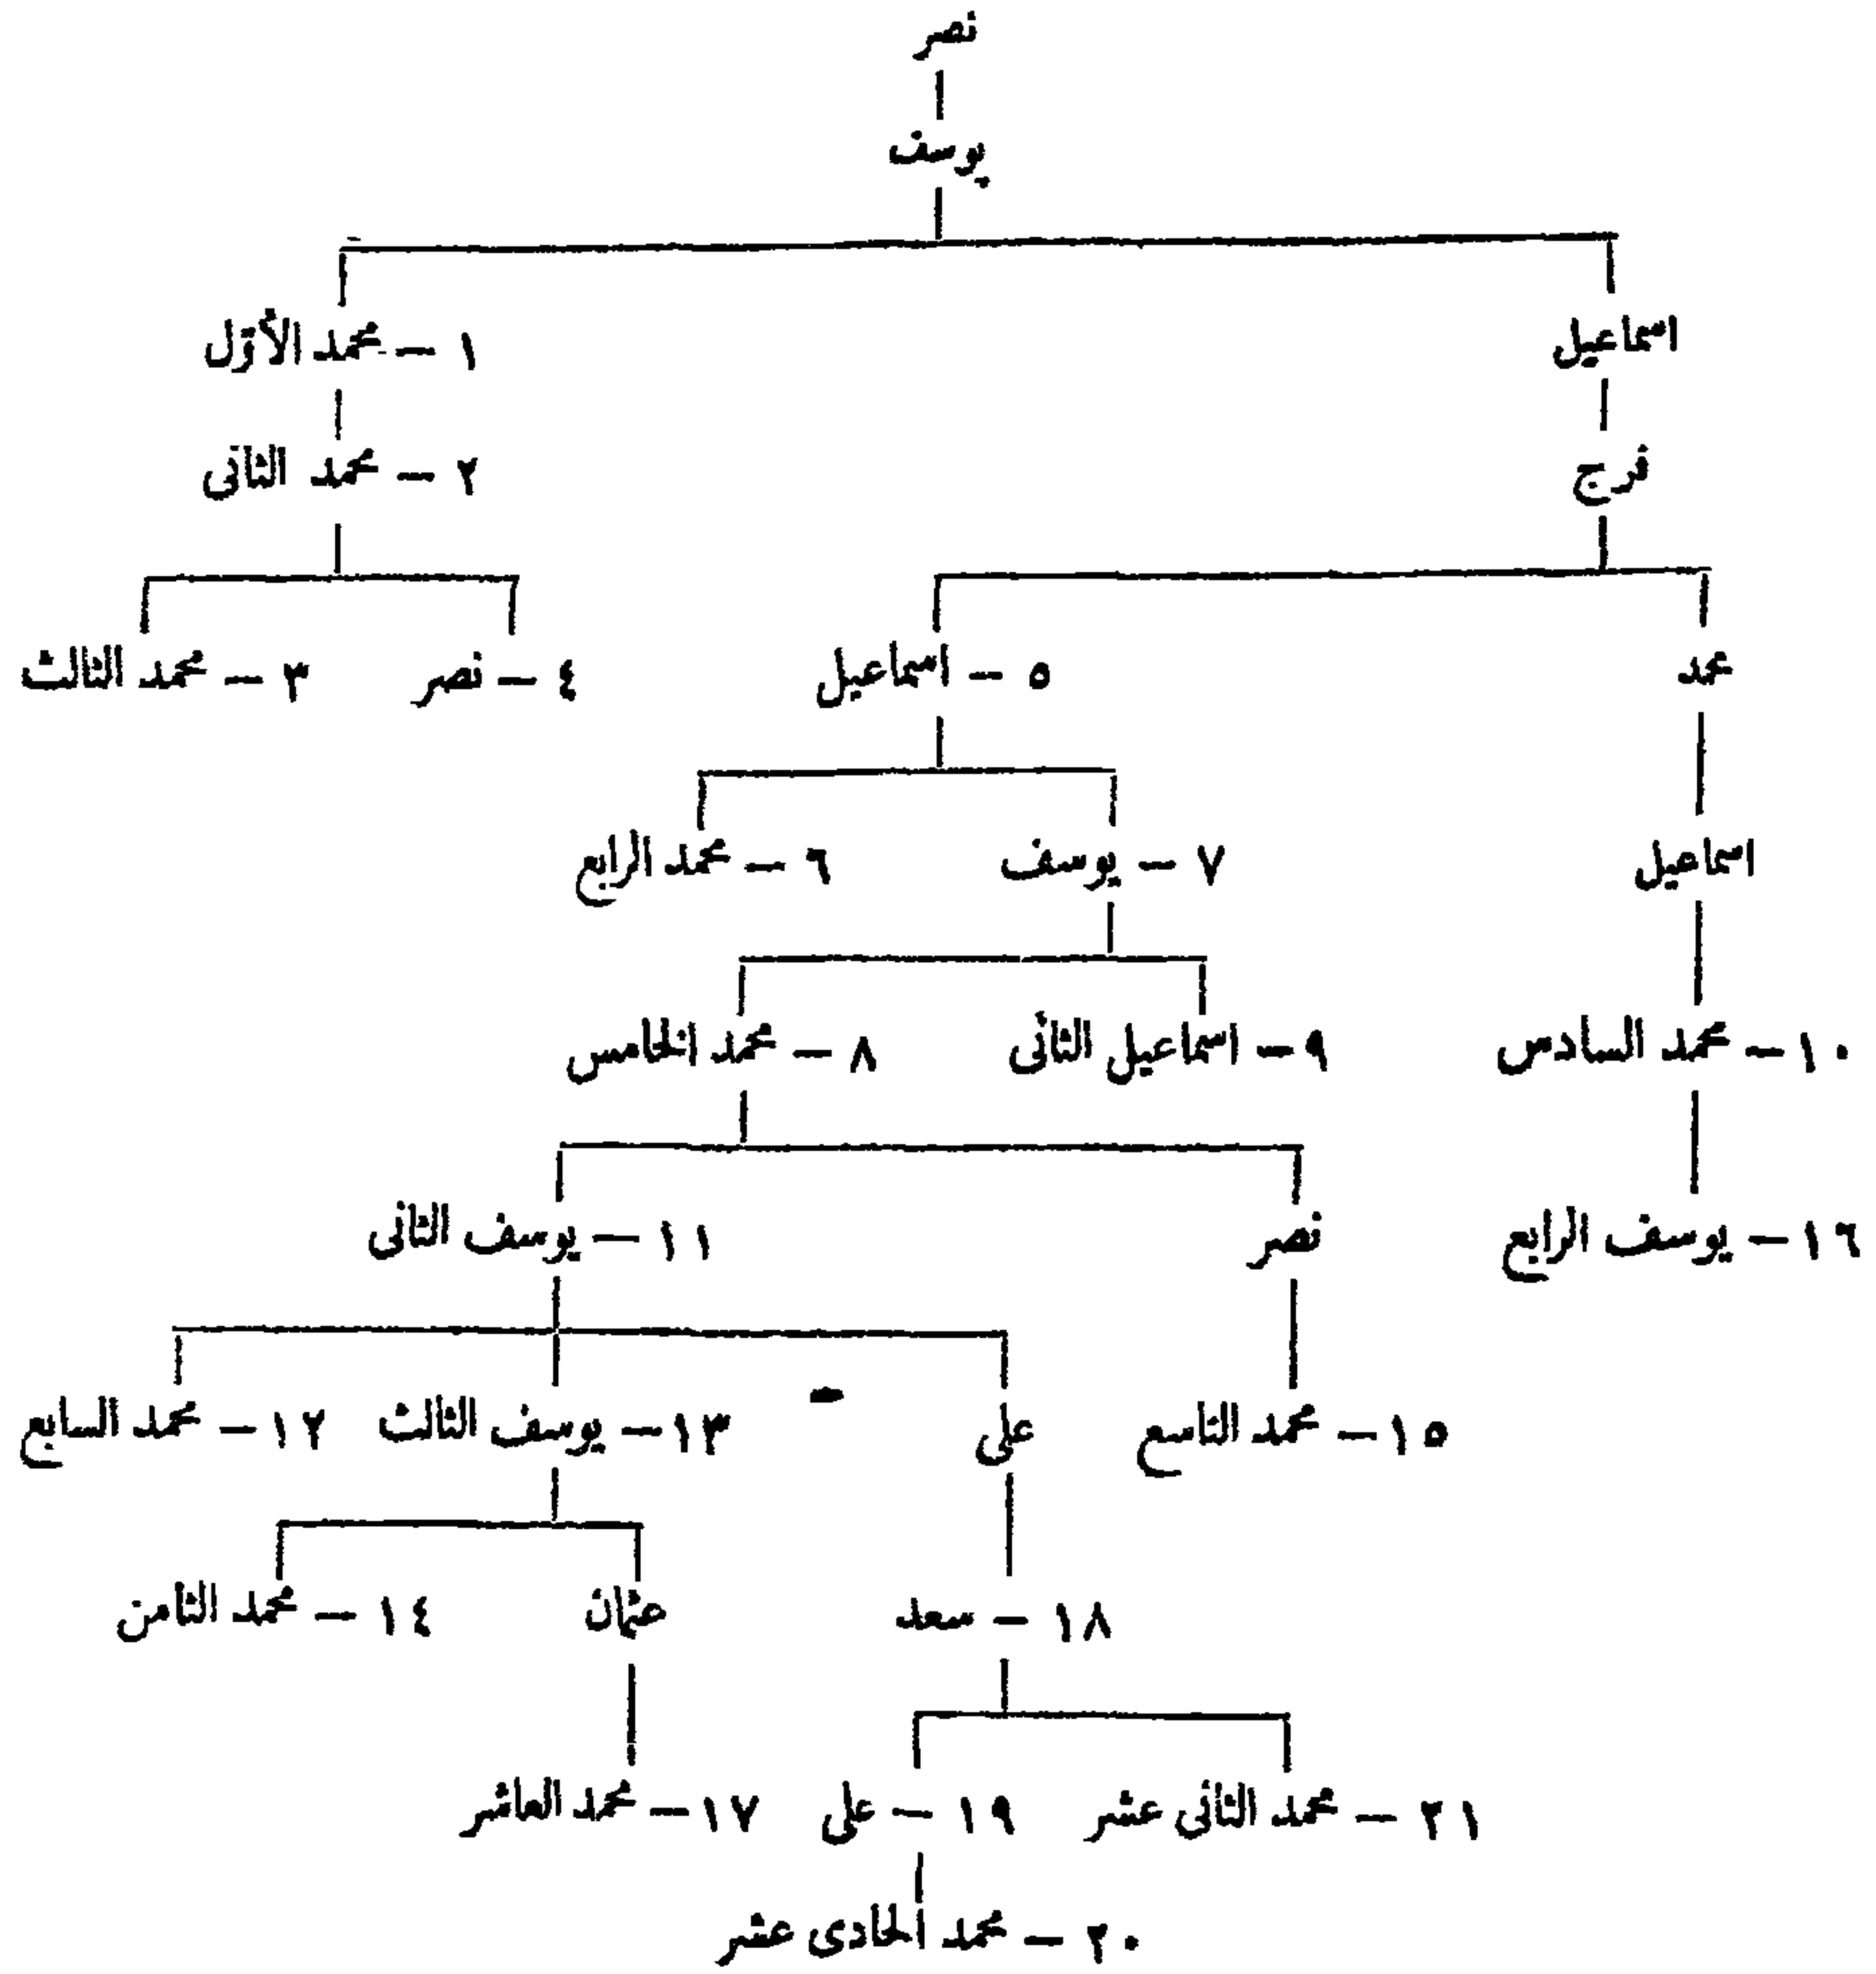 نصر
يوسف
اسماعيل
١ – محمد الأول
فرج
٢ – محمد الثانى
محمد
٥ – اسماعيل
٤ – نصر
٣ – محمد الثالث
اسماعيل
٧ – يوسف
٦ – محمد الرابع
١٠ – محمد السادس
٩ – اسماعيل الثانى
٨ – محمد الخامس
١٦ – يوسف الرابع
نصر
١١ – يوسف الثانى
١٥ – محمد التاسع
على
١٣ – يوسف الثالث
١٢ – محمد السابع
١٨ – سعد
عثمان
١٤ – محمد الثامن
٢١ – محمد الثانى عشر
١٩ – على
١٧ – محمد العاشر
٢٠ – محمد الحادى عشر